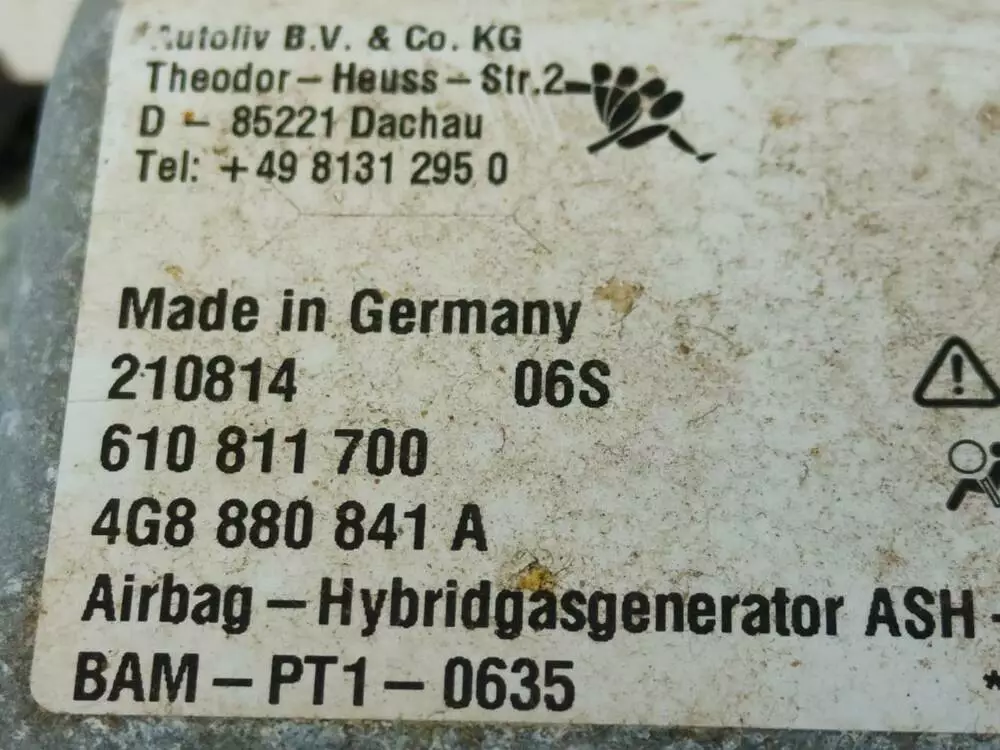 Autoliv B.V. & Co. KG
Theodor-Heuss-Str.2
D - 85221 Dachau
Tel: +49 8131 295 0
Made in Germany
210814 06S
610 811 700
4G8 880 841 A
Airbag-Hybridgasgenerator ASH-
BAM-PT1-0635 *